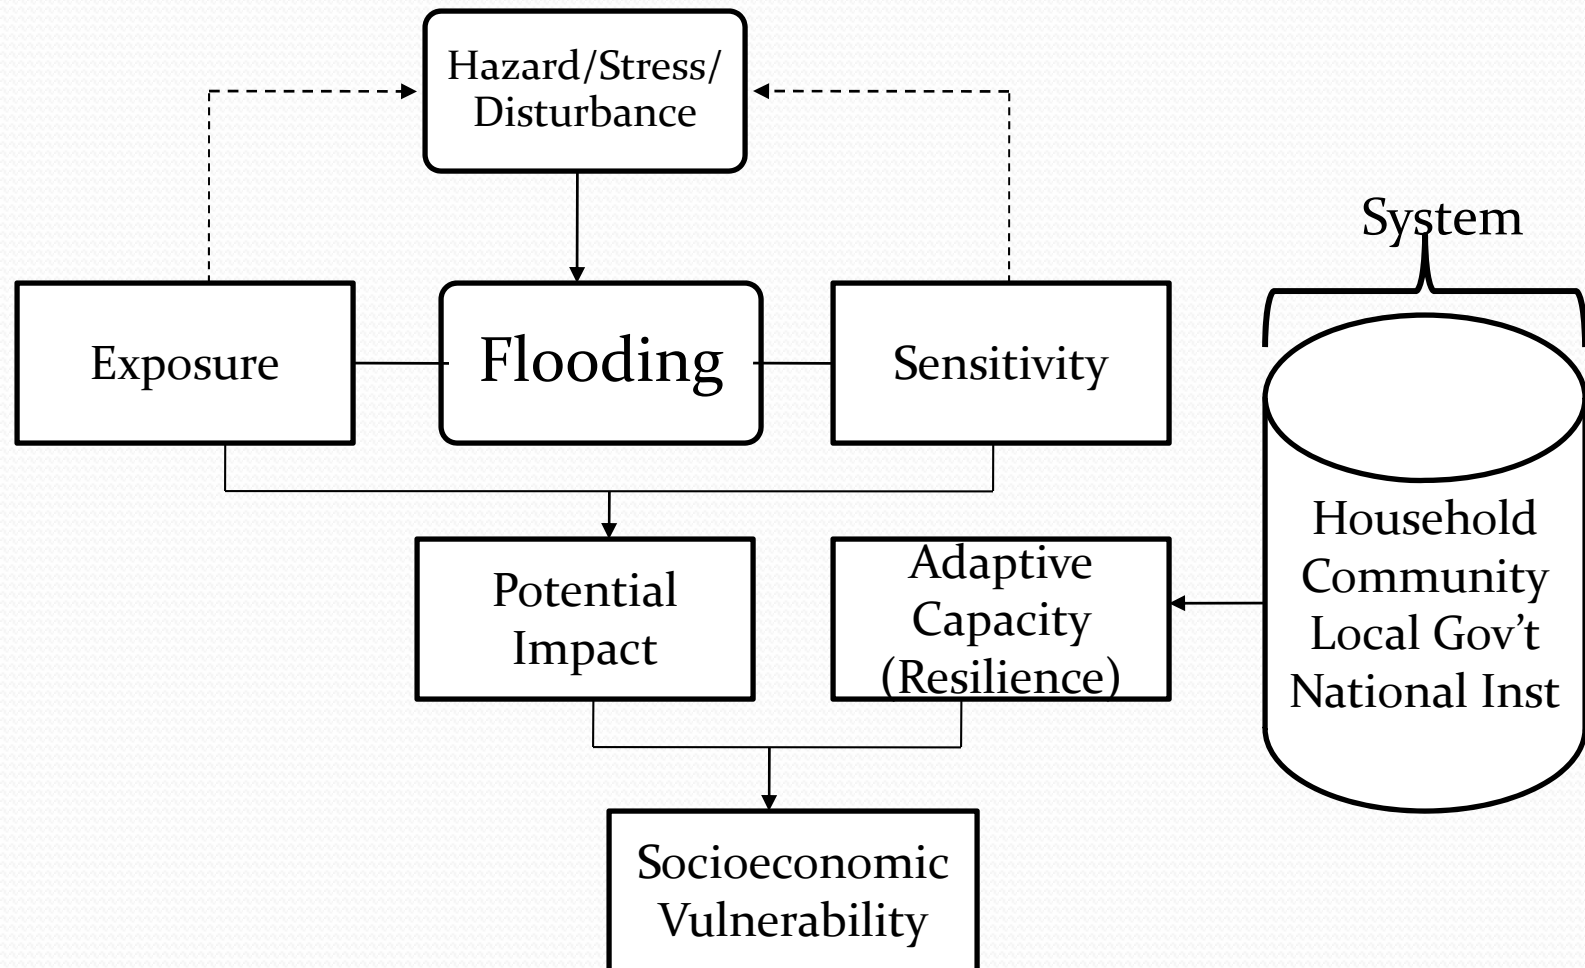 Hazard/Stress/
Disturbance
System
Exposure
Flooding
Sensitivity
Potential
Impact
Adaptive
Capacity
(Resilience)
Household
Community
Local Gov’t
National Inst
Socioeconomic
Vulnerability